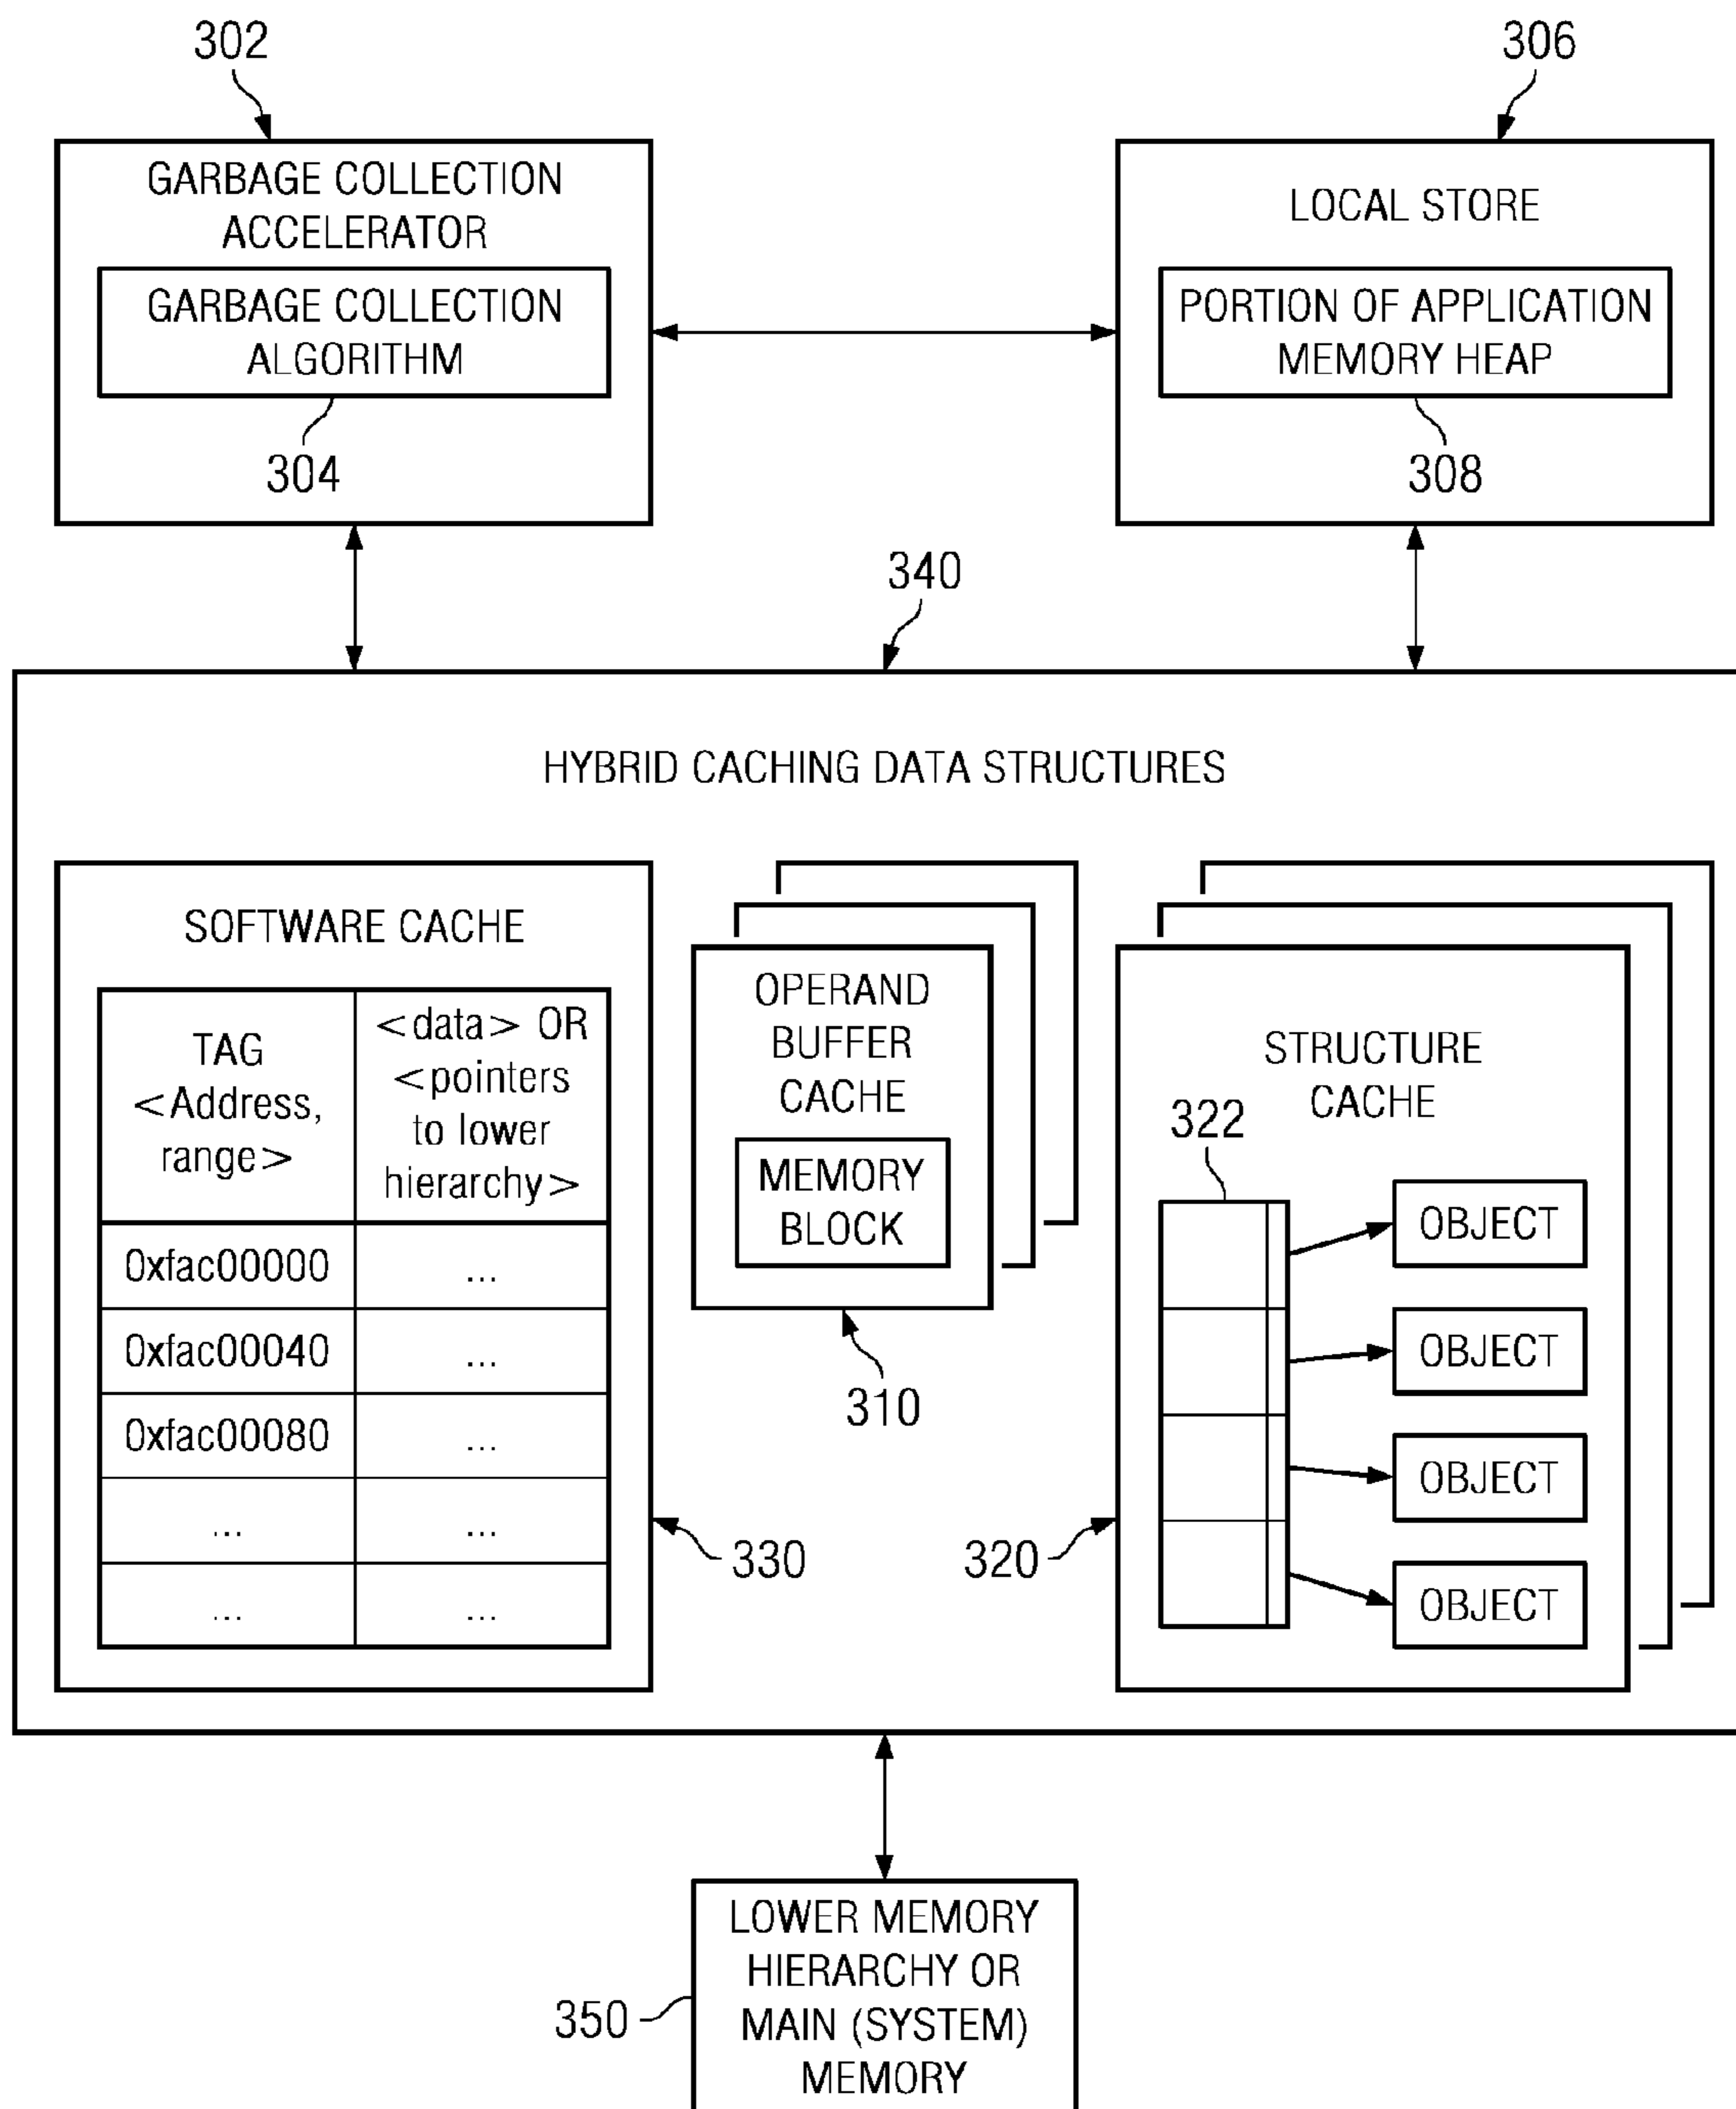 302
306
GARBAGE COLLECTION
ACCELERATOR
GARBAGE COLLECTION
ALGORITHM
304
LOCAL STORE
PORTION OF APPLICATION
MEMORY HEAP
308
340
HYBRID CACHING DATA STRUCTURES
SOFTWARE CACHE
TAG
<Address,
range>
<data> OR
<pointers
to lower
hierarchy>
0xfac00000
...
0xfac00040
...
0xfac00080
...
...
...
...
...
330
OPERAND
BUFFER
CACHE
MEMORY
BLOCK
310
STRUCTURE
CACHE
322
OBJECT
OBJECT
OBJECT
OBJECT
320
LOWER MEMORY
HIERARCHY OR
MAIN (SYSTEM)
MEMORY
350